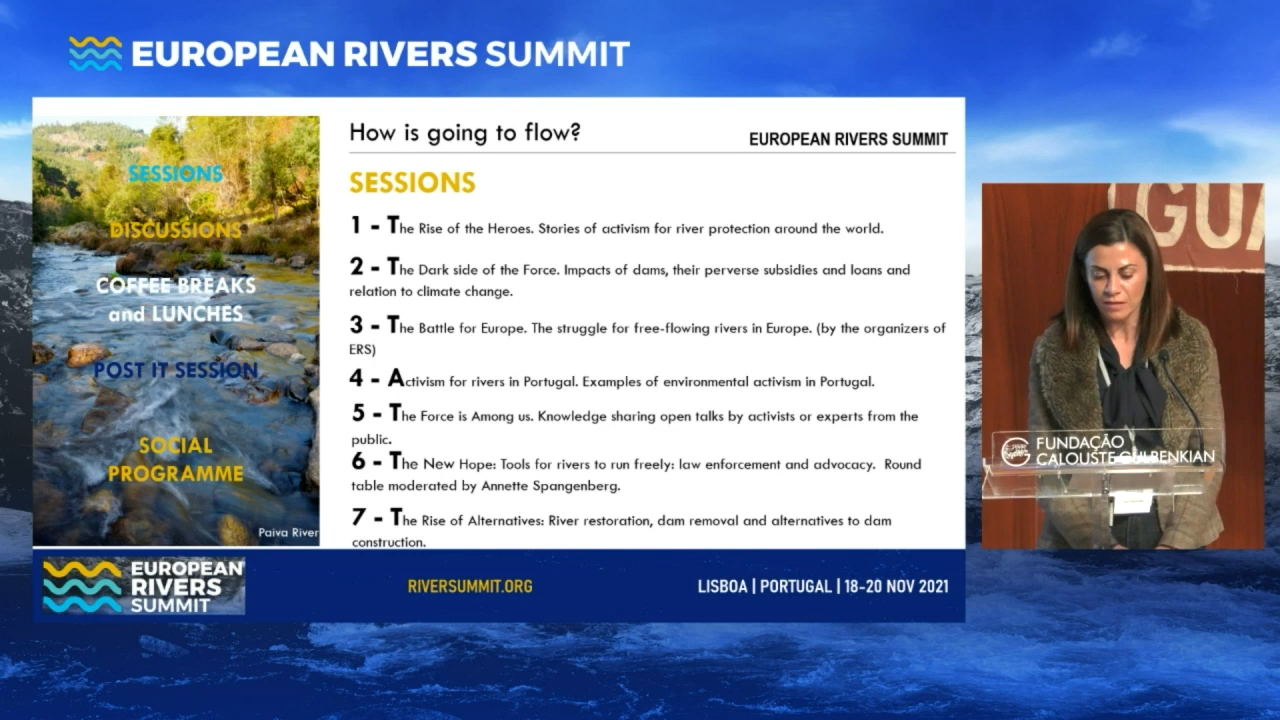 EUROPEAN RIVERS SUMMIT
SESSIONS
DISCUSSIONS
COFFEE BREAKS
and LUNCHES
POST IT SESSION
SOCIAL
PROGRAMME
Paiva River
How is going to flow?
EUROPEAN RIVERS SUMMIT
SESSIONS
1 - The Rise of the Heroes. Stories of activism for river protection around the world.
2 - The Dark side of the Force. Impacts of dams, their perverse subsidies and loans and
relation to climate change.
3 - The Battle for Europe. The struggle for free-flowing rivers in Europe. (by the organizers of
ERS)
4 - Activism for rivers in Portugal. Examples of environmental activism in Portugal.
5 - The Force is Among us. Knowledge sharing open talks by activists or experts from the
public.
6 - The New Hope: Tools for rivers to run freely: law enforcement and advocacy. Round
table moderated by Annette Spangenberg.
7 - The Rise of Alternatives: River restoration, dam removal and alternatives to dam
construction.
GUA
FUNDAÇÃO
CALOUSTE GULBENKIAN
EUROPEAN
RIVERS
SUMMIT
RIVERSUMMIT.ORG
LISBOA | PORTUGAL | 18-20 NOV 2021